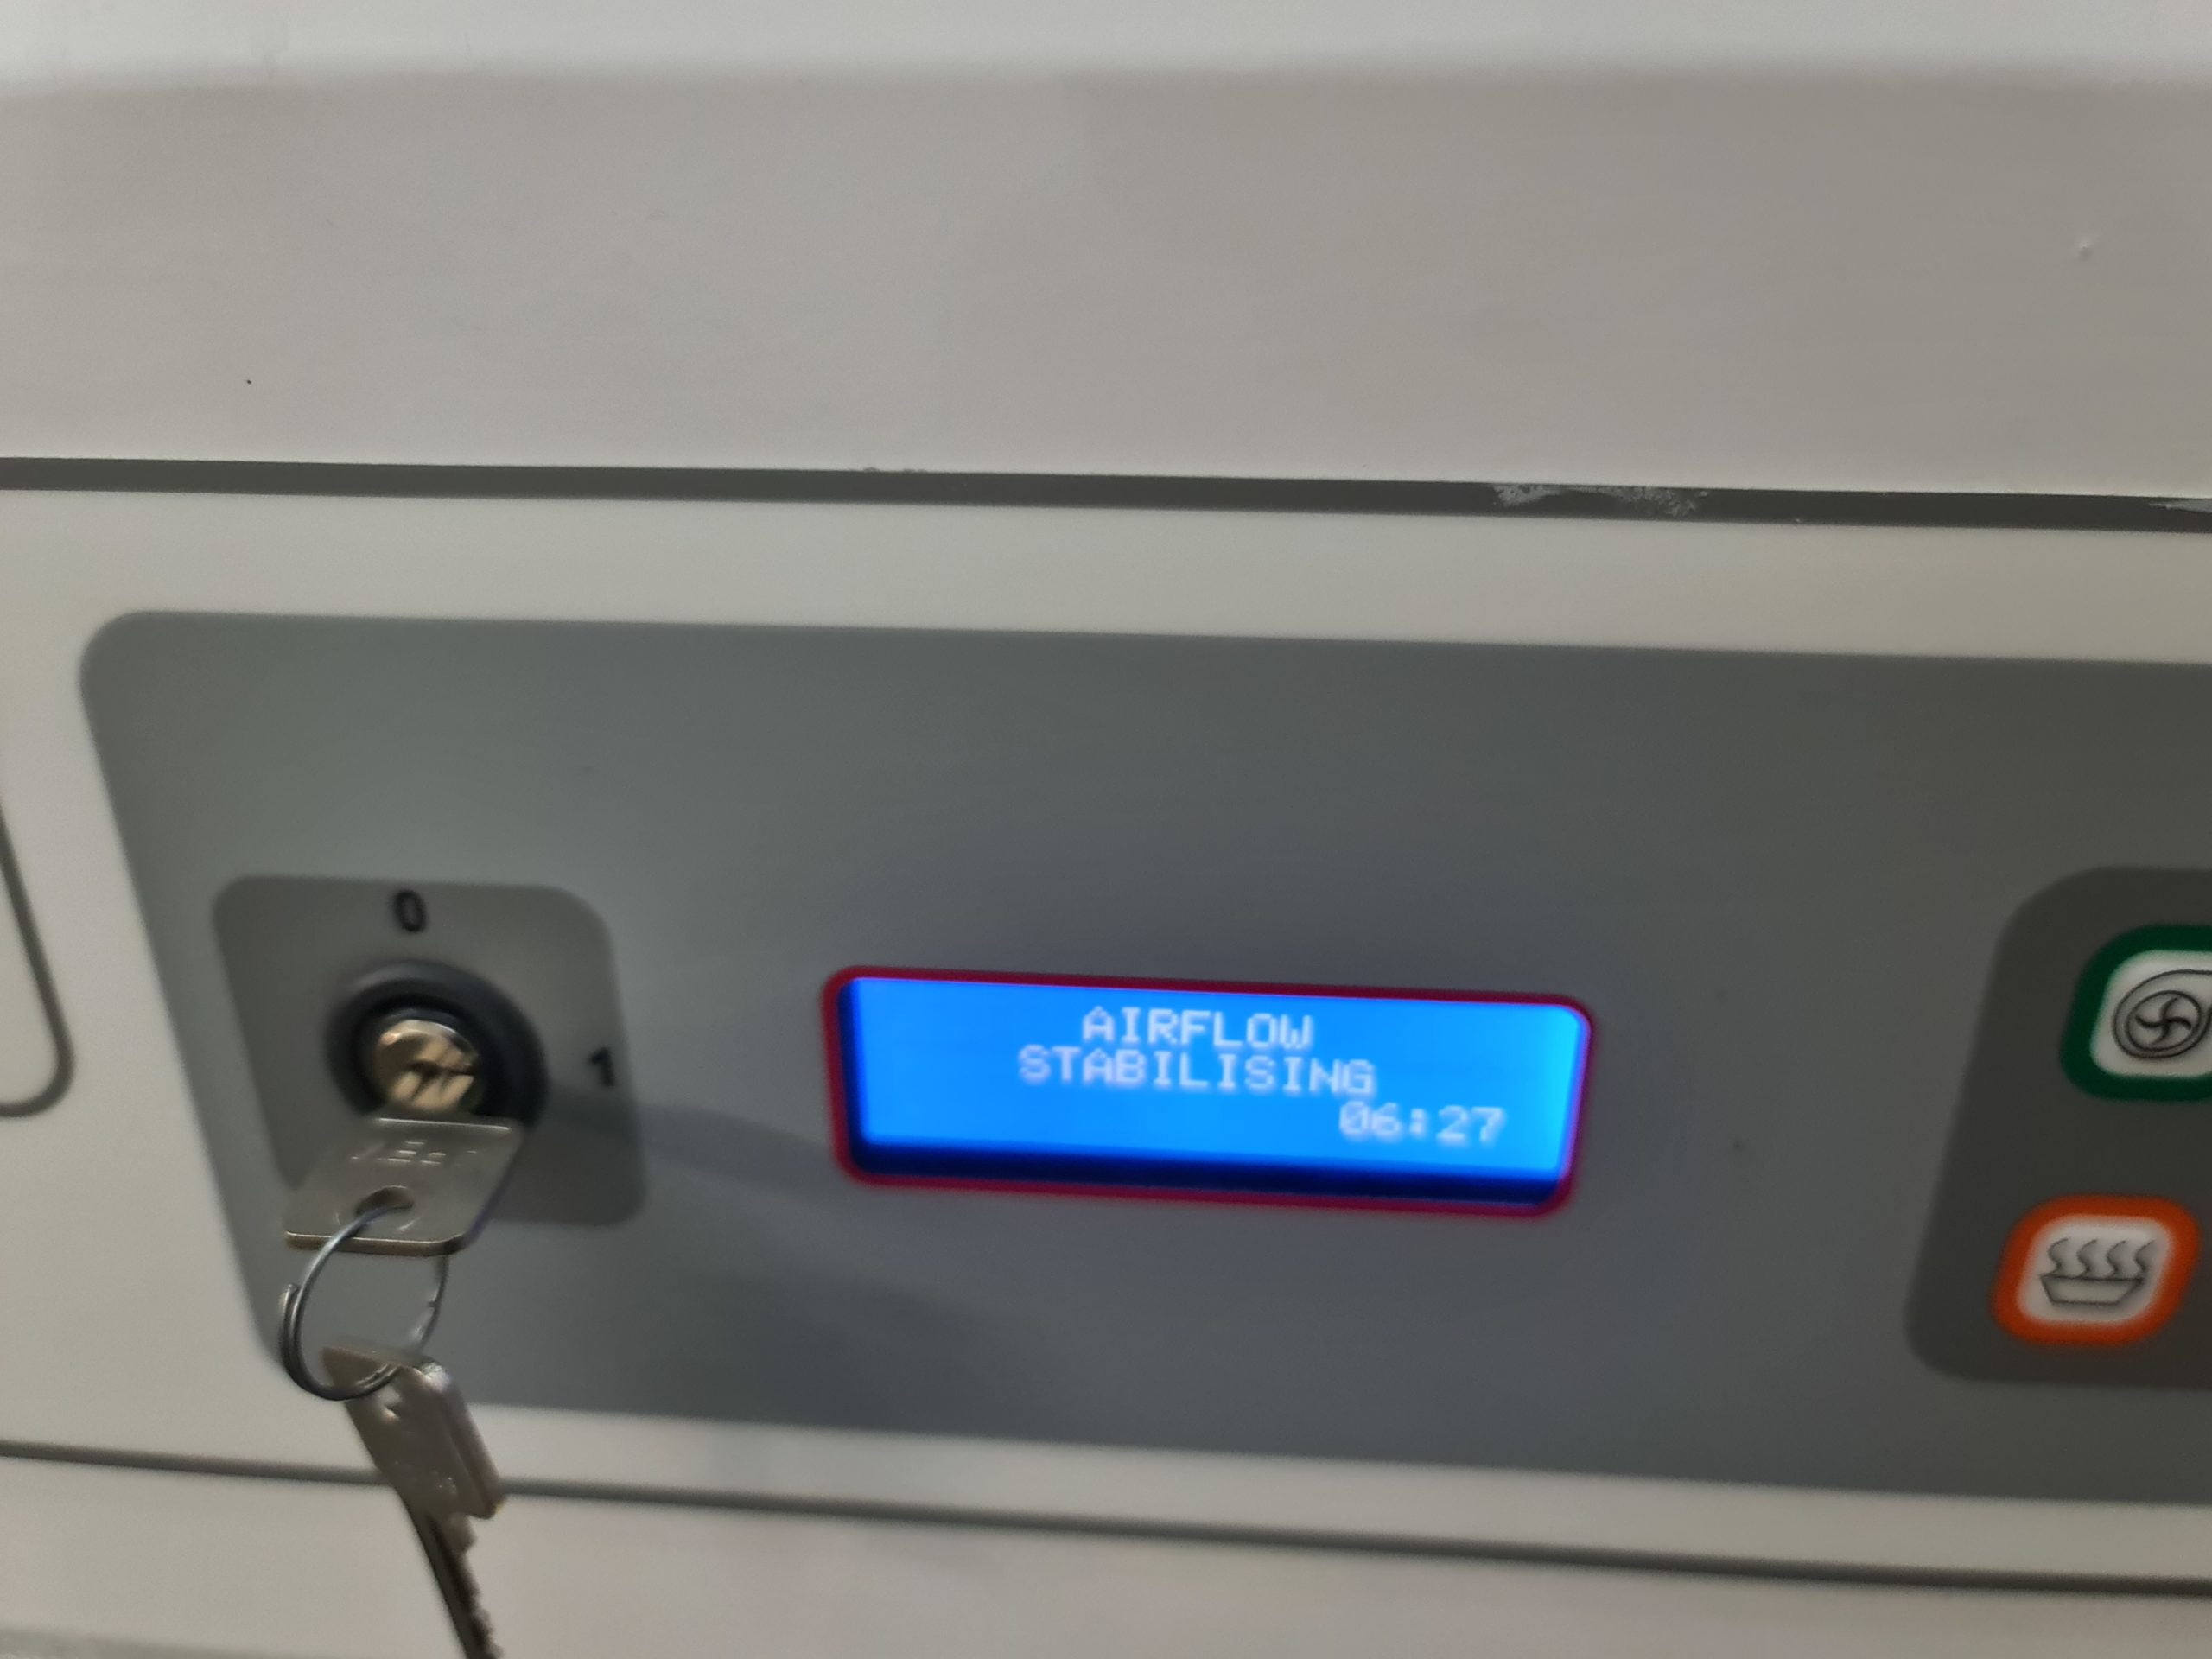 0
1
AIRFLOW
STABILISING
06:27